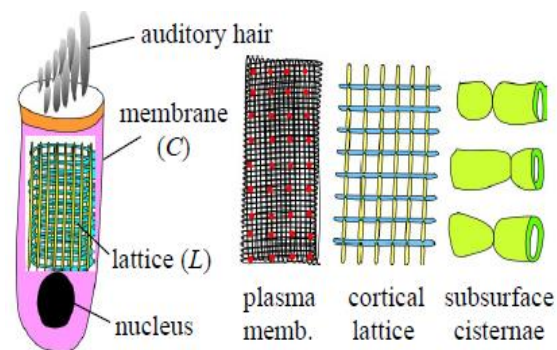 auditory hair
membrane
(C)
lattice (L)
nucleus
plasma
memb.
cortical
lattice
subsurface
cisternae